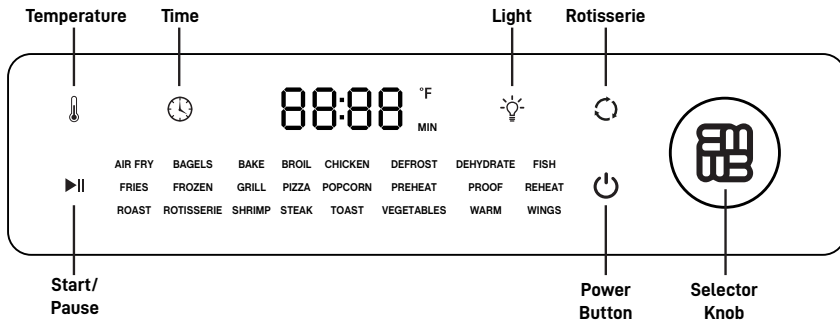 Temperature Time Light Rotisserie
88:88 °F
MIN
AIR FRY BAGELS BAKE BROIL CHICKEN DEFROST DEHYDRATE FISH
FRIES FROZEN GRILL PIZZA POPCORN PREHEAT PROOF REHEAT
ROAST ROTISSERIE SHRIMP STEAK TOAST VEGETABLES WARM WINGS
Start/
Pause
Power
Button
Selector
Knob